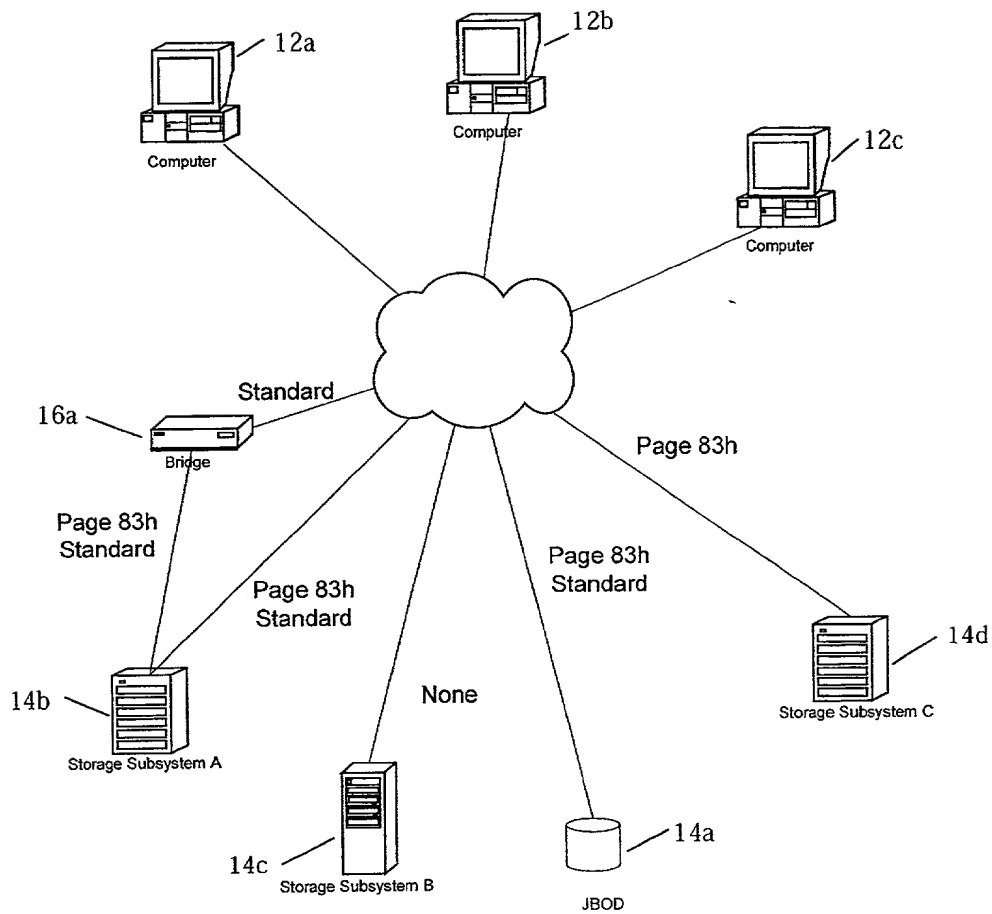 12a
12b
12c
Computer
Computer
Computer
Standard
16a
Bridge
Page 83h
Page 83h
Standard
Page 83h
Standard
Page 83h
Standard
14d
14b
None
Storage Subsystem C
Storage Subsystem A
14a
14c
Storage Subsystem B
JBOD